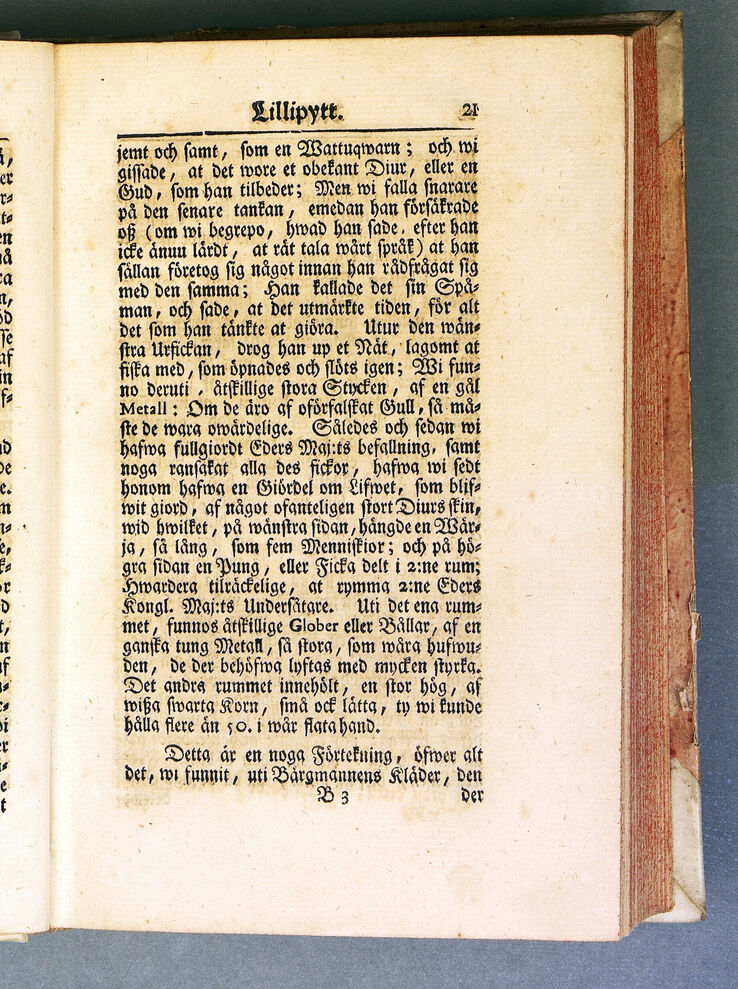 Lillipytt. 21
jemt och samt, som en Wattuqwarn; och wi
gissade, at det wore et obekant Diur, eller en
Gud, som han tilbeder; Men wi falla snarare
på den senare tankan, emedan han försäkrade
oß (om wi begrepo, hwad han sade, efter han
icke änuu lärdt, at rät tala wårt språk) at han
sällan företog sig något innan han rådfrågat sig
med den samma; Han kallade det sin Spå-
man, och sade, at det utmärkte tiden, för alt
det som han tänkte at giöra. Utur den wän-
stra Urfickan, drog han up et Nät, lagomt at
fiska med, som öpnades och slöts igen; Wi fun-
no deruti, åtskillige stora Stycken, af en gål
Metall: Om de äro af oförfalskat Gull, så må-
ste de wara owärdelige. Således och sedan wi
hafwa fullgiordt Eders Maj:ts befallning, samt
noga ransakat alla des fickor, hafwa wi sedt
honom hafwa en Giördel om Lifwet, som blif-
wit giord, af något ofanteligen stort Diurs skin,
wid hwilket, på wänstra sidan, hängde en Wär-
ja, så lång, som fem Menniskior; och på hö-
gra sidan en Pung, eller Ficka delt i 2:ne rum;
Hwardera tilräckelige, at rymma 2:ne Eders
Kongl. Maj:ts Undersåtare. Uti det ena rum-
met, funnos åtskillige Glober eller Bållar, af en
ganska tung Metall, så stora, som wåra hufwu-
den, de der behöfwa lyftas med mycken styrka.
Det andra rummet innehölt, en stor hög, af
wißa swarta Korn, små ock lätta, ty wi kunde
hålla flere än 50. i wår flata hand.
Detta är en noga Förtekning, öfwer alt
det, wi funnit, uti Bärgmannens Kläder, den
B 3 der